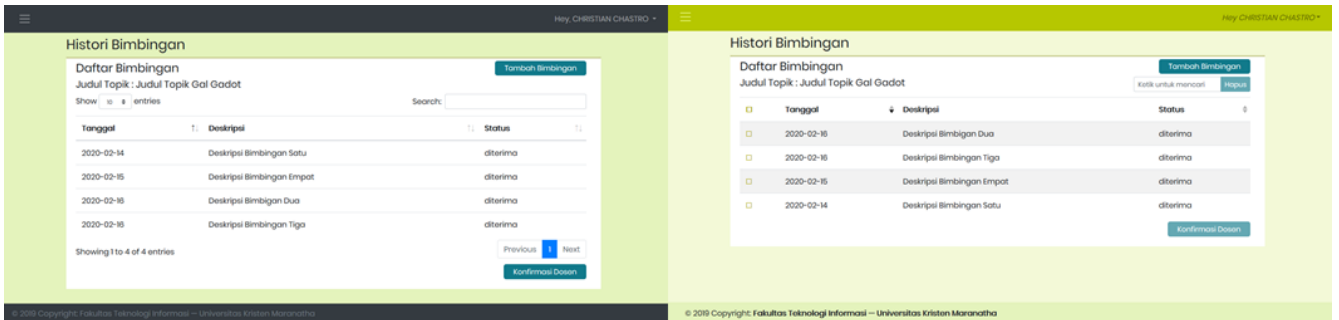 Hey, CHRISTIAN CHASTRO
Histori Bimbingan
Daftar Bimbingan
Tambah Bimbingan
Judul Topik : Judul Topik Gal Gadot
Show 10 entries
Search:
Tanggal Deskripsi Status
2020-02-14 Deskripsi Bimbingan Satu diterima
2020-02-15 Deskripsi Bimbingan Empat diterima
2020-02-16 Deskripsi Bimbigan Dua diterima
2020-02-16 Deskripsi Bimbingan Tiga diterima
Showing 1 to 4 of 4 entries
Previous 1 Next
Konfirmasi Dosen
© 2019 Copyright: Fakultas Teknologi Informasi — Universitas Kristen Maranatha
Hey CHRISTIAN CHASTRO
Histori Bimbingan
Daftar Bimbingan
Tambah Bimbingan
Judul Topik : Judul Topik Gal Gadot
Ketik untuk mencari Hapus
Tanggal Deskripsi Status
2020-02-16 Deskripsi Bimbigan Dua diterima
2020-02-16 Deskripsi Bimbingan Tiga diterima
2020-02-15 Deskripsi Bimbingan Empat diterima
2020-02-14 Deskripsi Bimbingan Satu diterima
Konfirmasi Dosen
© 2019 Copyright: Fakultas Teknologi Informasi — Universitas Kristen Maranatha